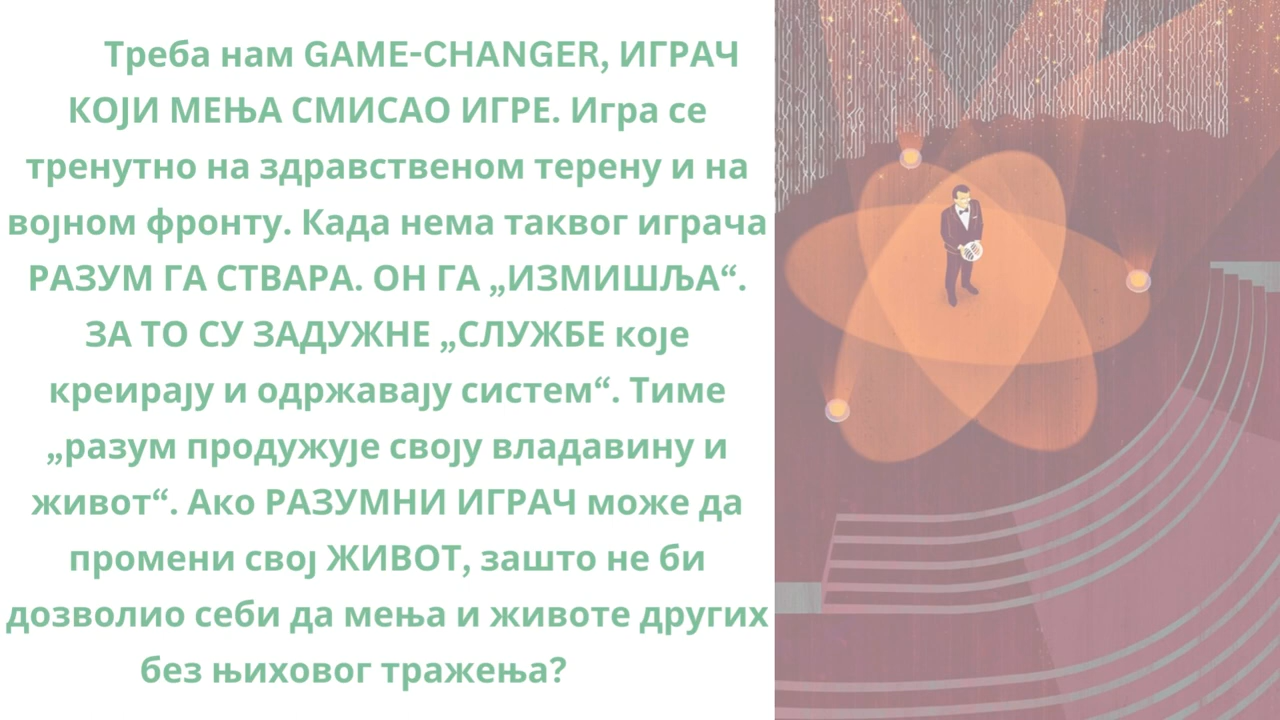 Треба нам GAME-CHANGER, ИГРАЧ
КОЈИ МЕЊА СМИСАО ИГРЕ. Игра се
тренутно на здравственом терену и на
војном фронту. Када нема таквог играча
РАЗУМ ГА СТВАРА. ОН ГА „ИЗМИШЉА“.
ЗА ТО СУ ЗАДУЖНЕ „СЛУЖБЕ које
креирају и одржавају систем“. Тиме
„разум продужује своју владавину и
живот“. Ако РАЗУМНИ ИГРАЧ може да
промени свој ЖИВОТ, зашто не би
дозволио себи да мења и животе других
без њиховог тражења?